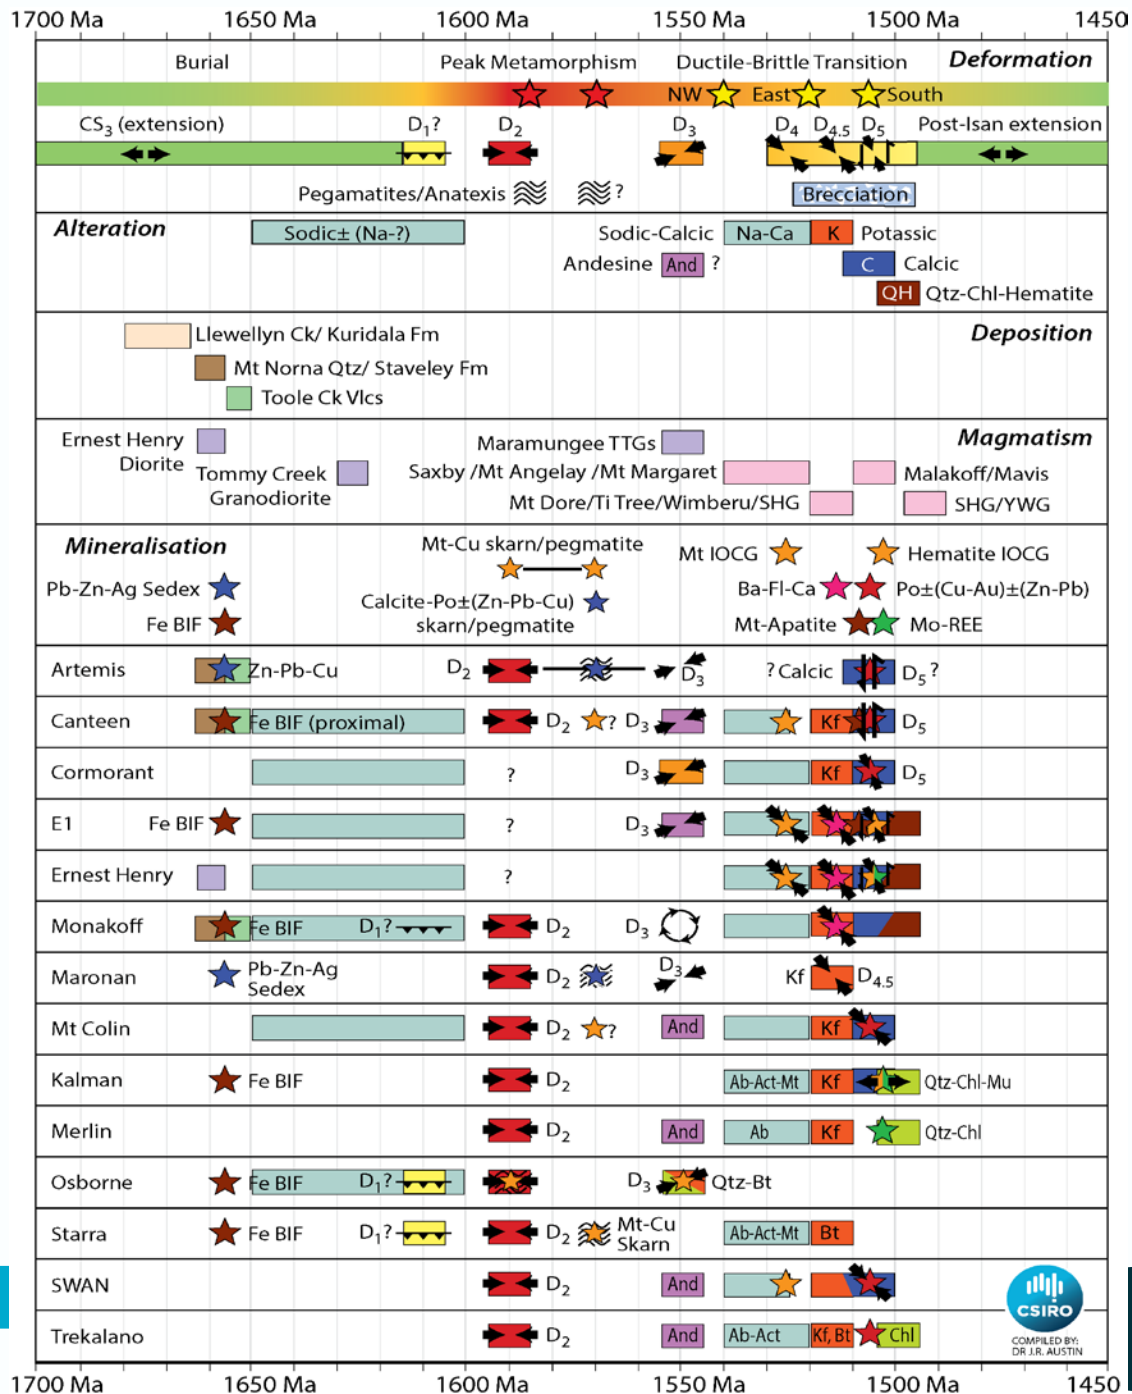 1700 Ma 1650 Ma 1600 Ma 1550 Ma 1500 Ma 1450
Burial Peak Metamorphism Ductile-Brittle Transition Deformation
NW East South
CS3 (extension) D1? D2 D3 D4 D4.5 D5 Post-Isan extension
Pegamatites/Anatexis ? Brecciation
Alteration Sodic± (Na-?) Sodic-Calcic Na-Ca K Potassic
Andesine And ? C Calcic
QH Qtz-Chl-Hematite
Llewellyn Ck/ Kuridala Fm Deposition
Mt Norna Qtz/ Staveley Fm
Toole Ck Vlcs
Ernest Henry
Diorite
Maramungee TTGs Magmatism
Tommy Creek
Granodiorite
Saxby /Mt Angelay /Mt Margaret Malakoff/Mavis
Mt Dore/Ti Tree/Wimberu/SHG SHG/YWG
Mineralisation Mt-Cu skarn/pegmatite Mt IOCG Hematite IOCG
Pb-Zn-Ag Sedex Calcite-Po±(Zn-Pb-Cu)
skarn/pegmatite
Ba-Fl-Ca Po±(Cu-Au)±(Zn-Pb)
Fe BIF Mt-Apatite Mo-REE
Artemis Zn-Pb-Cu D2 D3 ? Calcic D5 ?
Canteen Fe BIF (proximal) D2 ? D3 Kf D5
Cormorant ? D3 Kf D5
E1 Fe BIF ? D3
Ernest Henry ?
Monakoff Fe BIF D1? D2 D3
Maronan Pb-Zn-Ag
Sedex
D2 D3 Kf D4.5
Mt Colin D2 ? And Kf
Kalman Fe BIF D2 Ab-Act-Mt Kf Qtz-Chl-Mu
Merlin D2 And Ab Kf Qtz-Chl
Osborne Fe BIF D1? D3 Qtz-Bt
Starra Fe BIF D1? D2 Mt-Cu
Skarn
Ab-Act-Mt Bt
SWAN D2 And
Trekalano D2 And Ab-Act Kf, Bt Chl
CSIRO
COMPILED BY:
DR J.R. AUSTIN
1700 Ma 1650 Ma 1600 Ma 1550 Ma 1500 Ma 1450